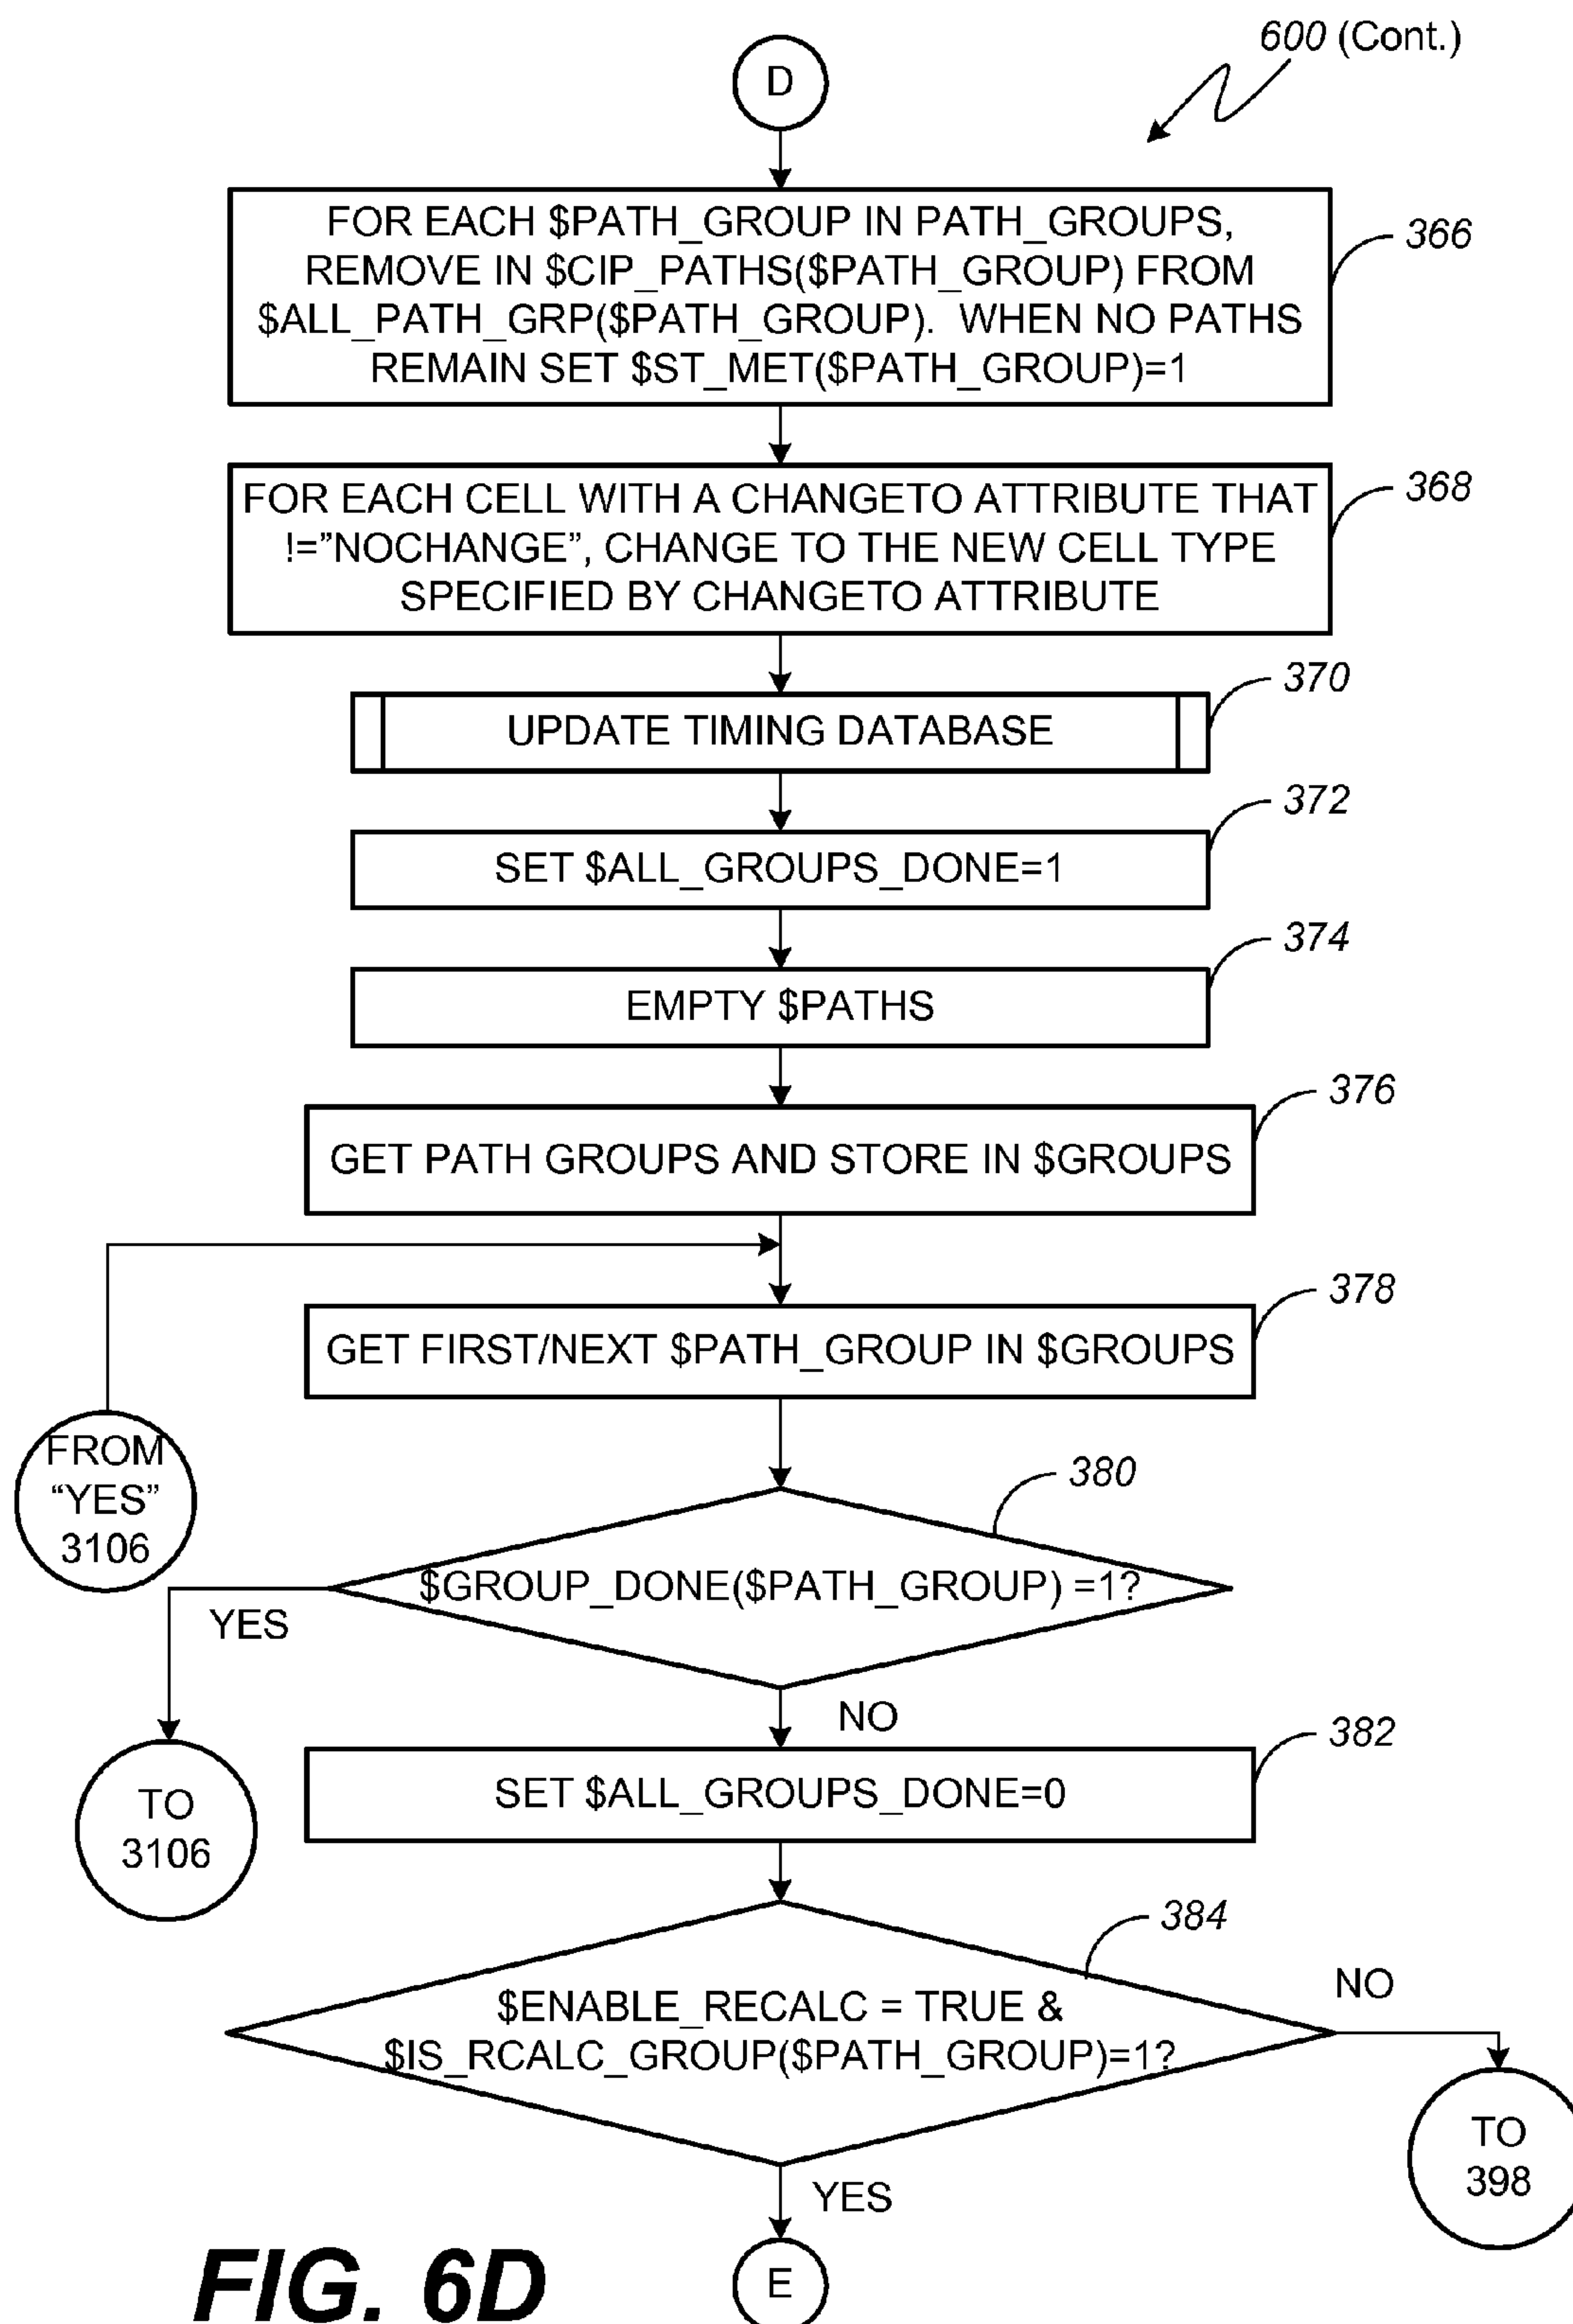 600 (Cont.)
D
FOR EACH $PATH_GROUP IN PATH_GROUPS,
REMOVE IN $CIP_PATHS($PATH_GROUP) FROM
$ALL_PATH_GRP($PATH_GROUP). WHEN NO PATHS
REMAIN SET $ST_MET($PATH_GROUP)=1
366
FOR EACH CELL WITH A CHANGETO ATTRIBUTE THAT
!=”NOCHANGE”, CHANGE TO THE NEW CELL TYPE
SPECIFIED BY CHANGETO ATTRIBUTE
368
UPDATE TIMING DATABASE
370
SET $ALL_GROUPS_DONE=1
372
EMPTY $PATHS
374
GET PATH GROUPS AND STORE IN $GROUPS
376
GET FIRST/NEXT $PATH_GROUP IN $GROUPS
378
FROM
“YES”
3106
$GROUP_DONE($PATH_GROUP) =1?
380
YES
NO
TO
3106
SET $ALL_GROUPS_DONE=0
382
$ENABLE_RECALC = TRUE &
$IS_RCALC_GROUP($PATH_GROUP)=1?
384
NO
TO
398
YES
E
FIG. 6D